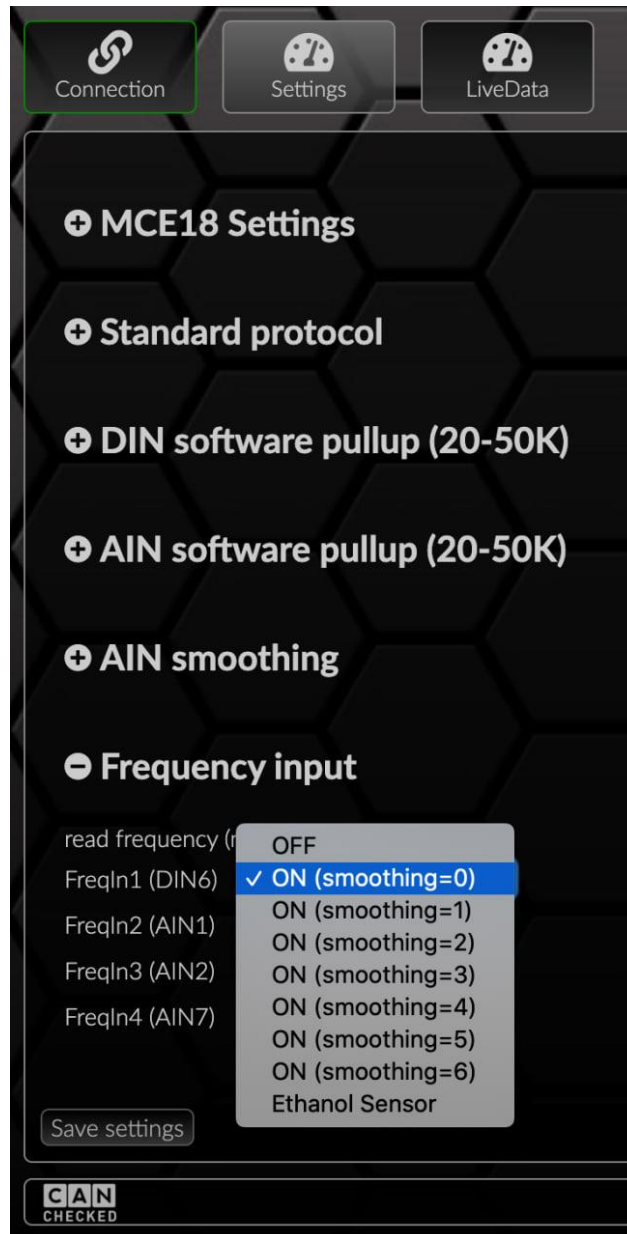 Connection
Settings
LiveData
MCE18 Settings
Standard protocol
DIN software pullup (20-50K)
AIN software pullup (20-50K)
AIN smoothing
Frequency input
read frequency
OFF
FreqIn1 (DIN6)
✓ ON (smoothing=0)
ON (smoothing=1)
FreqIn2 (AIN1)
ON (smoothing=2)
FreqIn3 (AIN2)
ON (smoothing=3)
FreqIn4 (AIN7)
ON (smoothing=4)
ON (smoothing=5)
ON (smoothing=6)
Ethanol Sensor
Save settings
CAN
CHECKED